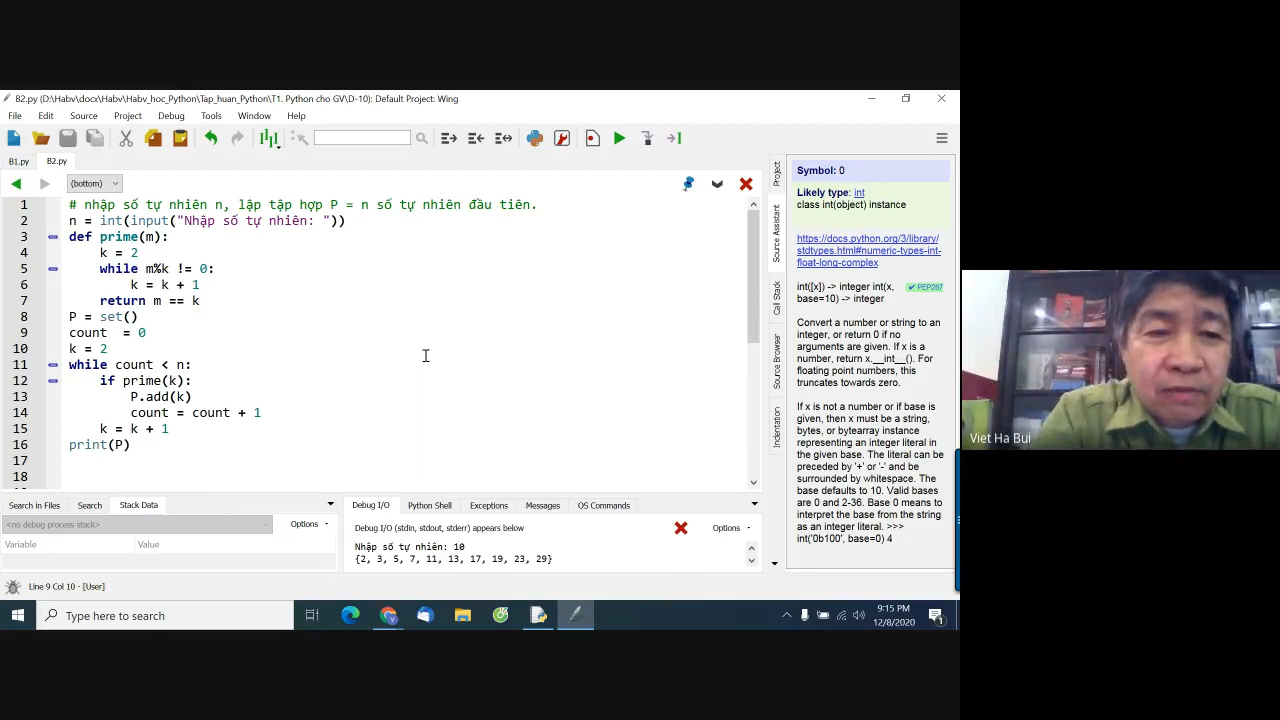 B2.py (D:\Habv\docx\Habv\Habv_hoc_Python\Tap_huan_Python\T1. Python cho GV\D-10): Default Project: Wing
File Edit Source Project Debug Tools Window Help
B1.py B2.py
(bottom)
1 # nhập số tự nhiên n, lập tập hợp P = n số tự nhiên đầu tiên.
2 n = int(input("Nhập số tự nhiên: "))
3 def prime(m):
4 k = 2
5 while m%k != 0:
6 k = k + 1
7 return m == k
8 P = set()
9 count  = 0
10 k = 2
11 while count < n:
12 if prime(k):
13 P.add(k)
14 count = count + 1
15 k = k + 1
16 print(P)
17
18
Project
Source Assistant
Call Stack
Source Browser
Indentation
Symbol: 0
Likely type: int
class int(object) instance
https://docs.python.org/3/library/
stdtypes.html#numeric-types-int-
float-long-complex
int([x]) -> integer int(x, ✔ PEP287
base=10) -> integer
Convert a number or string to an
integer, or return 0 if no
arguments are given. If x is a
number, return x.__int__(). For
floating point numbers, this
truncates towards zero.
If x is not a number or if base is
given, then x must be a string,
bytes, or bytearray instance
representing an integer literal in
the given base. The literal can be
preceded by '+' or '-' and be
surrounded by whitespace. The
base defaults to 10. Valid bases
are 0 and 2-36. Base 0 means to
interpret the base from the string
as an integer literal. >>>
int('0b100', base=0) 4
Viet Ha Bui
Search in Files Search Stack Data
<no debug process stack> Options
Variable Value
Debug I/O Python Shell Exceptions Messages OS Commands
Debug I/O (stdin, stdout, stderr) appears below Options
Nhập số tự nhiên: 10
{2, 3, 5, 7, 11, 13, 17, 19, 23, 29}
Line 9 Col 10 - [User]
Type here to search
9:15 PM
12/8/2020
1